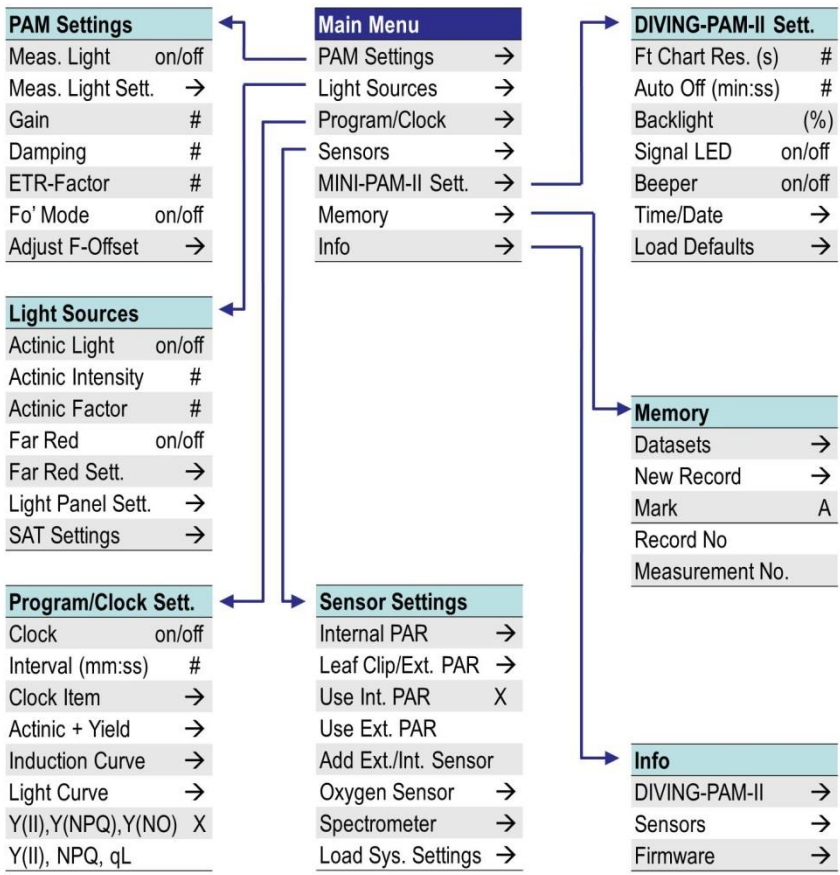 PAM Settings
Meas. Light on/off
Meas. Light Sett. →
Gain #
Damping #
ETR-Factor #
Fo’ Mode on/off
Adjust F-Offset →
Main Menu
PAM Settings →
Light Sources →
Program/Clock →
Sensors →
MINI-PAM-II Sett. →
Memory →
Info →
DIVING-PAM-II Sett.
Ft Chart Res. (s) #
Auto Off (min:ss) #
Backlight (%)
Signal LED on/off
Beeper on/off
Time/Date →
Load Defaults →
Light Sources
Actinic Light on/off
Actinic Intensity #
Actinic Factor #
Far Red on/off
Far Red Sett. →
Light Panel Sett. →
SAT Settings →
Memory
Datasets →
New Record →
Mark A
Record No
Measurement No.
Program/Clock Sett.
Clock on/off
Interval (mm:ss) #
Clock Item →
Actinic + Yield →
Induction Curve →
Light Curve →
Y(II),Y(NPQ),Y(NO) X
Y(II), NPQ, qL
Sensor Settings
Internal PAR →
Leaf Clip/Ext. PAR →
Use Int. PAR X
Use Ext. PAR
Add Ext./Int. Sensor
Oxygen Sensor →
Spectrometer →
Load Sys. Settings →
Info
DIVING-PAM-II →
Sensors →
Firmware →